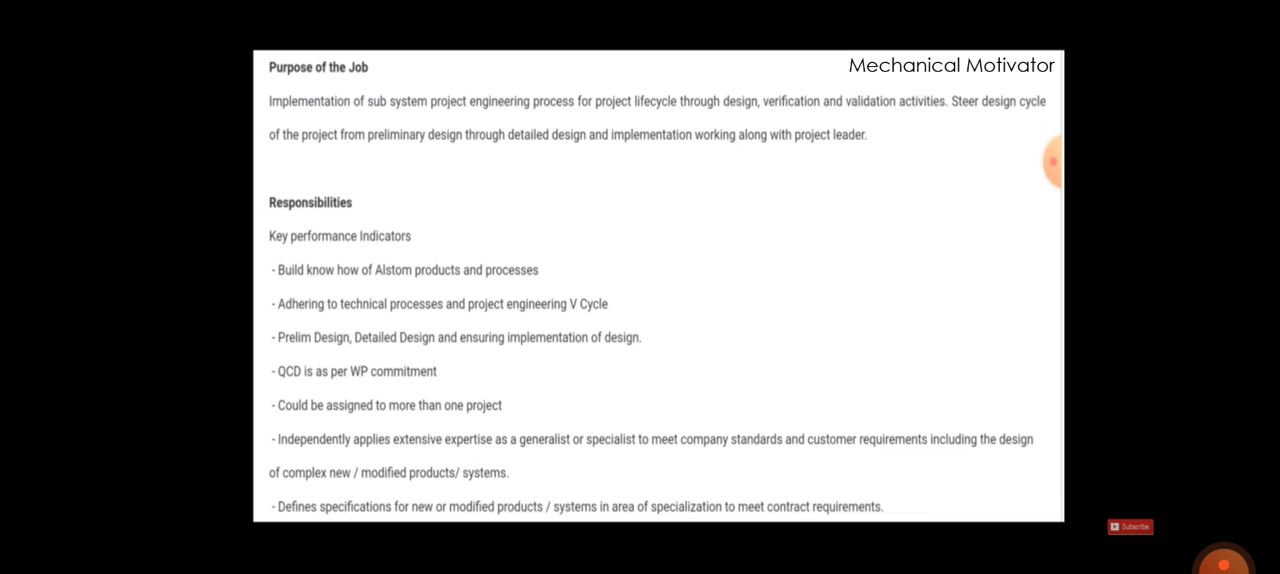 Mechanical Motivator
Purpose of the Job
Implementation of sub system project engineering process for project lifecycle through design, verification and validation activities. Steer design cycle
of the project from preliminary design through detailed design and implementation working along with project leader.
Responsibilities
Key performance Indicators
- Build know how of Alstom products and processes
- Adhering to technical processes and project engineering V Cycle
- Prelim Design, Detailed Design and ensuring implementation of design.
- QCD is as per WP commitment
- Could be assigned to more than one project
- Independently applies extensive expertise as a generalist or specialist to meet company standards and customer requirements including the design
of complex new / modified products/ systems.
- Defines specifications for new or modified products / systems in area of specialization to meet contract requirements.
Subscribe